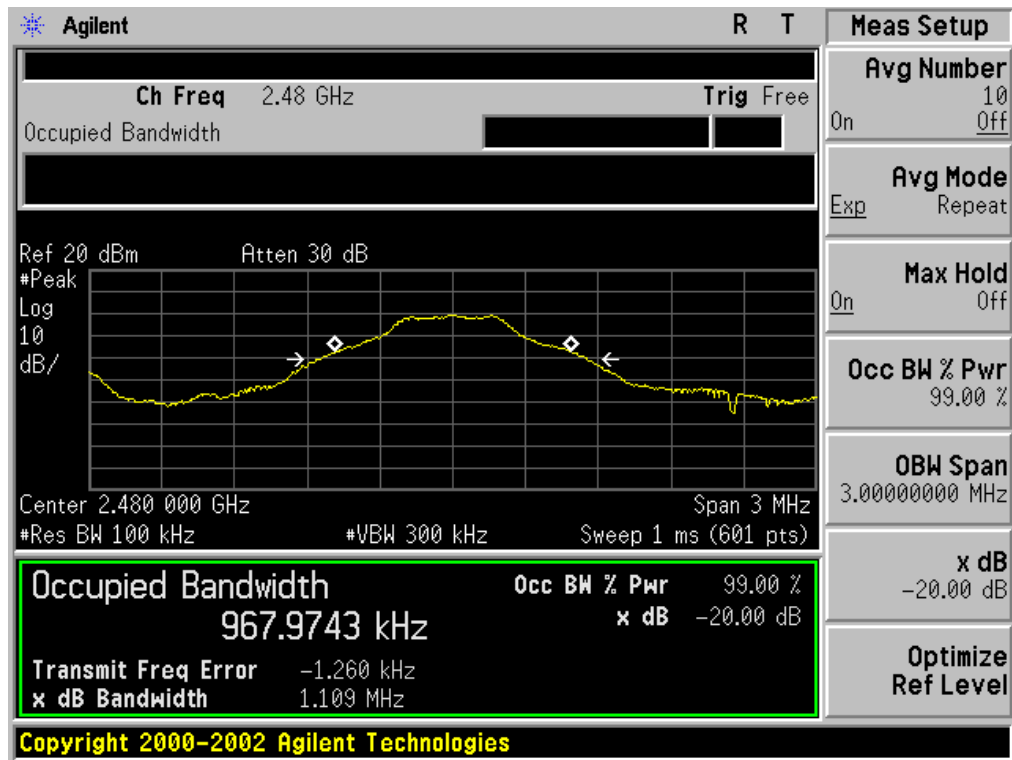 Agilent R T
Ch Freq 2.48 GHz Trig Free
Occupied Bandwidth
Ref 20 dBm Atten 30 dB
#Peak
Log
10
dB/
Center 2.480 000 GHz Span 3 MHz
#Res BW 100 kHz #VBW 300 kHz Sweep 1 ms (601 pts)
Occupied Bandwidth Occ BW % Pwr 99.00 %
967.9743 kHz x dB -20.00 dB
Transmit Freq Error -1.260 kHz
x dB Bandwidth 1.109 MHz
Copyright 2000-2002 Agilent Technologies
Meas Setup
Avg Number
10
On Off
Avg Mode
Exp Repeat
Max Hold
On Off
Occ BW % Pwr
99.00 %
OBW Span
3.00000000 MHz
x dB
-20.00 dB
Optimize
Ref Level